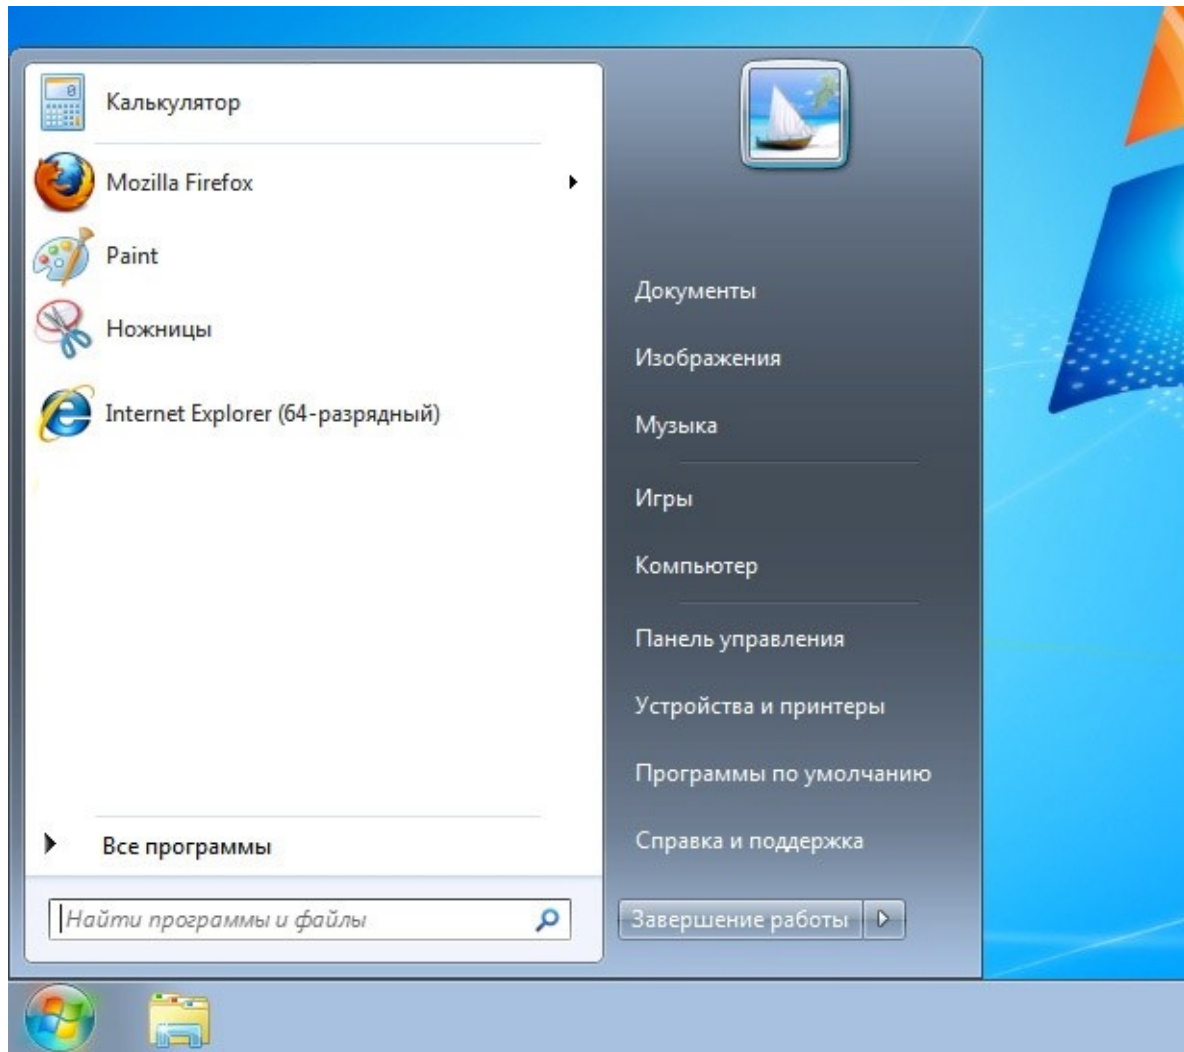 Калькулятор
Mozilla Firefox
Paint
Ножницы
Internet Explorer (64-разрядный)
Все программы
Найти программы и файлы
Документы
Изображения
Музыка
Игры
Компьютер
Панель управления
Устройства и принтеры
Программы по умолчанию
Справка и поддержка
Завершение работы